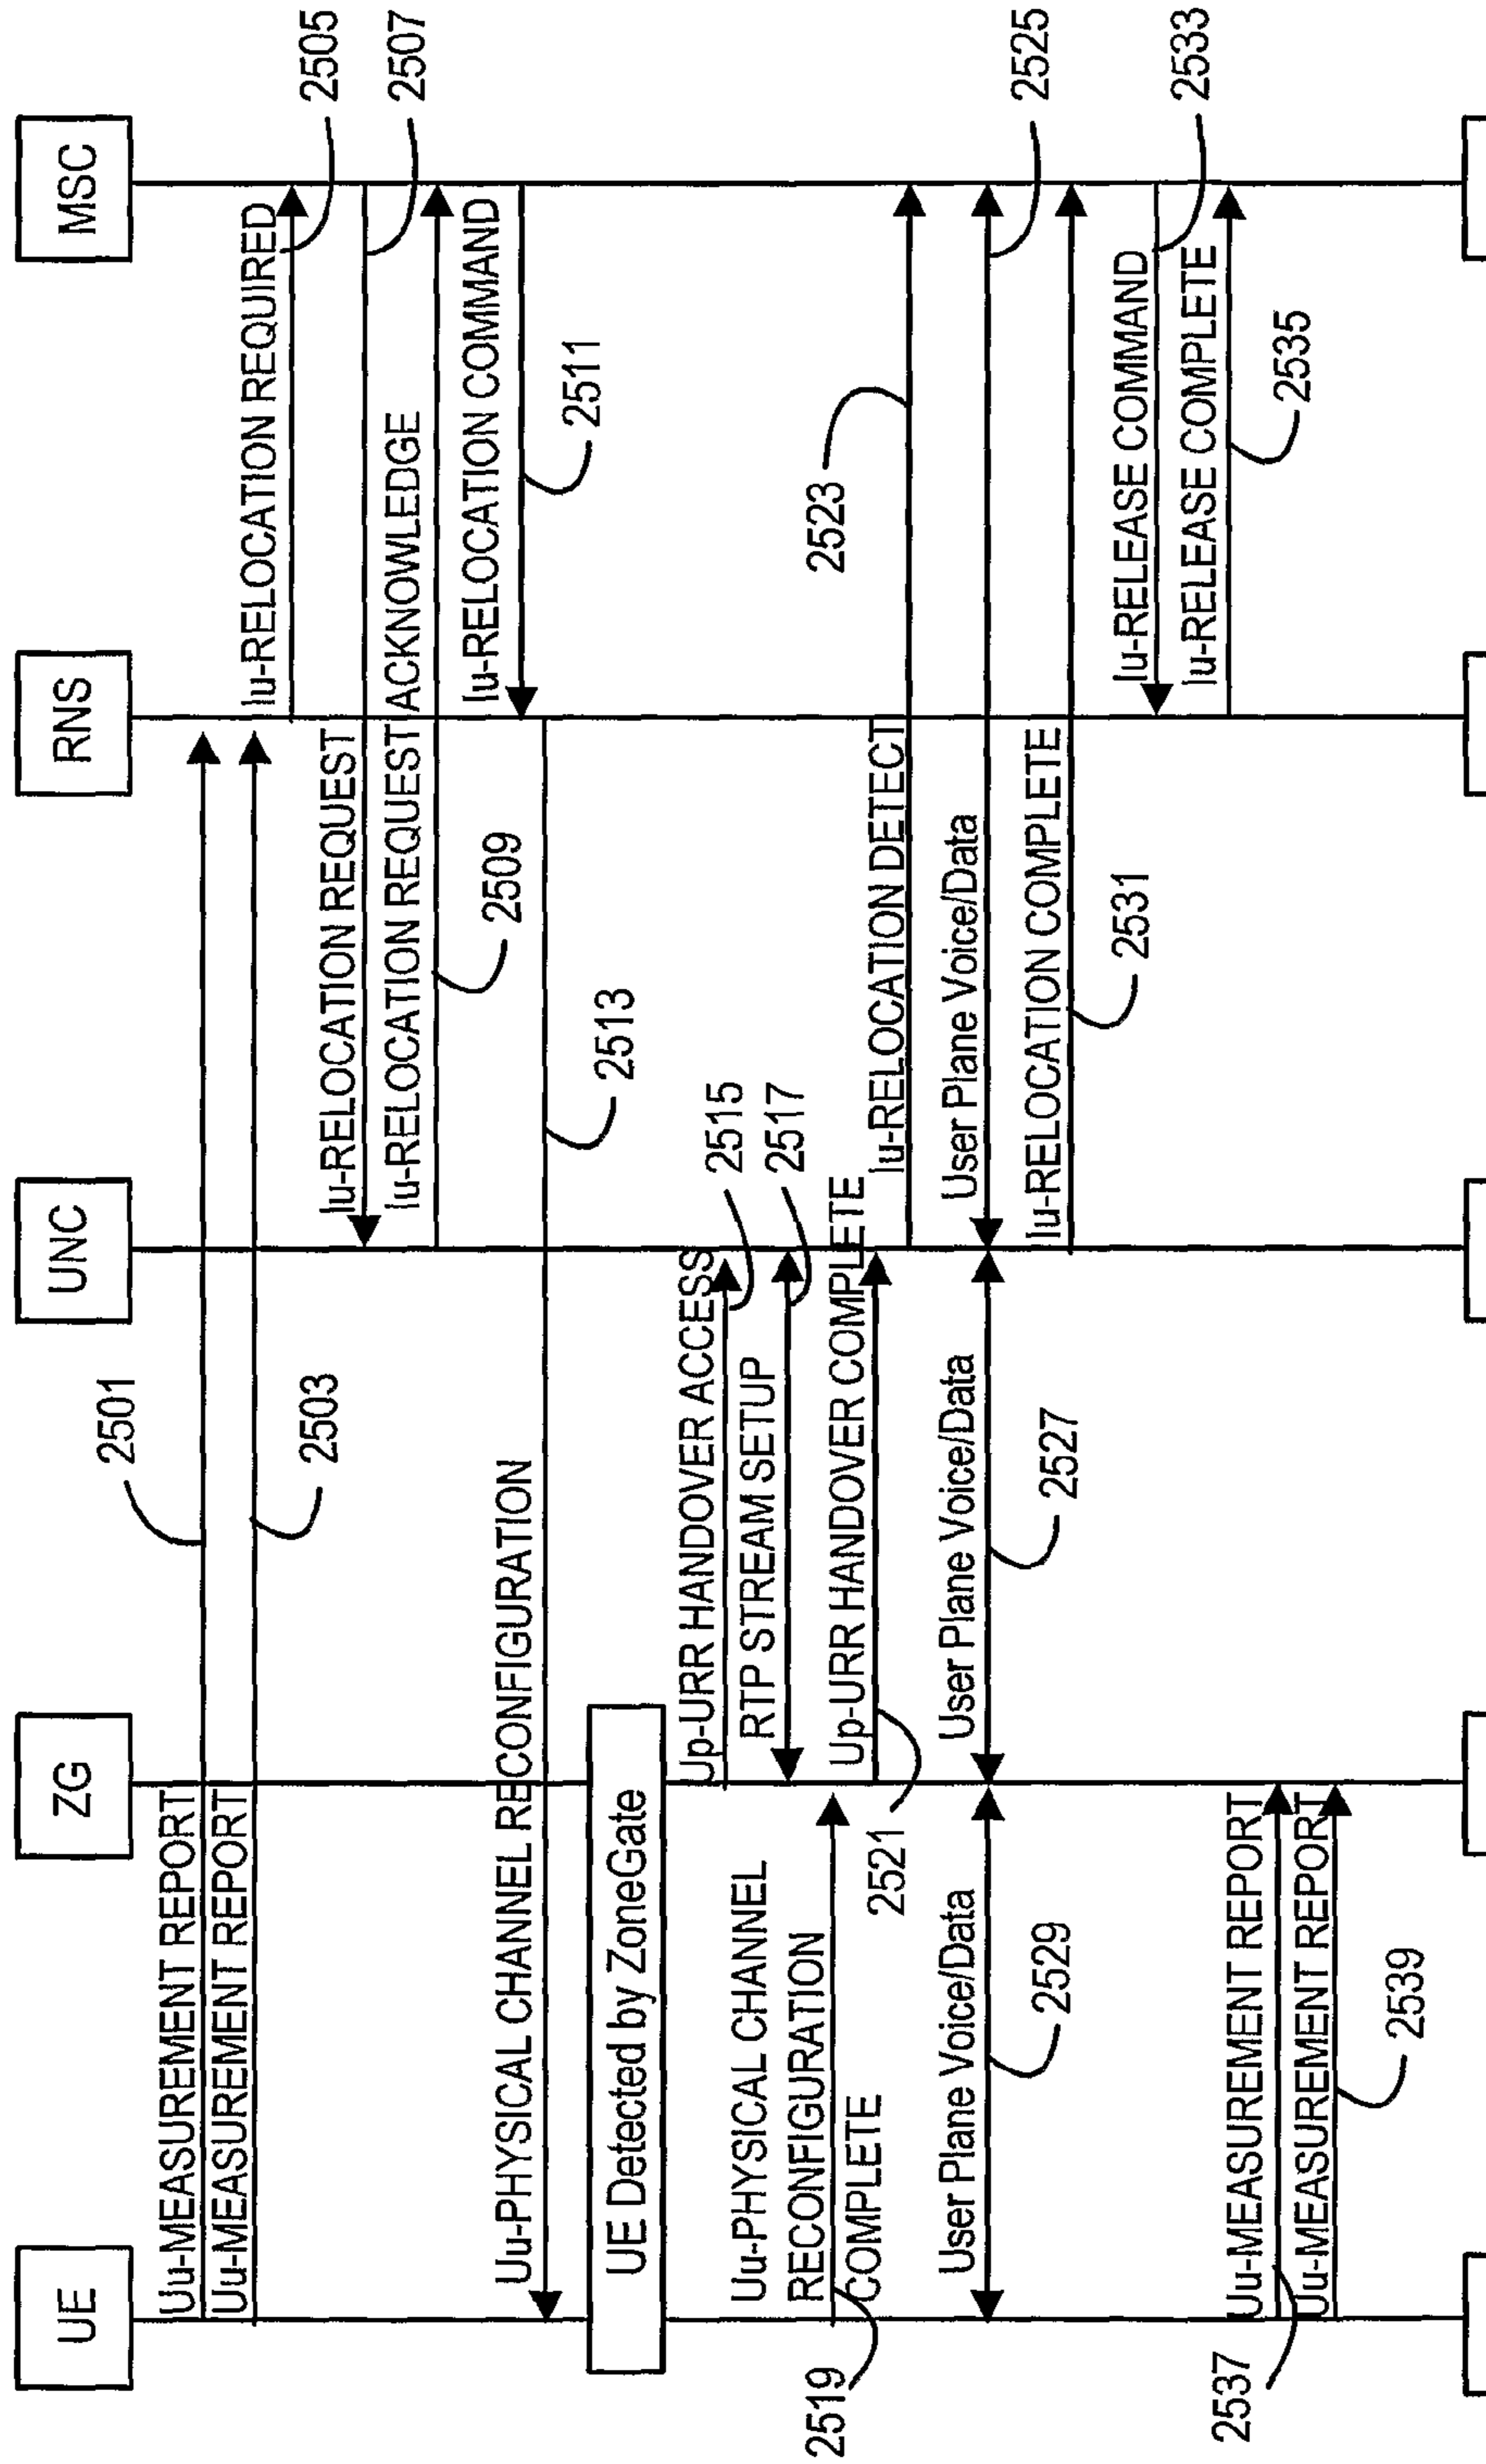 UE
ZG
UNC
RNS
MSC
Uu-MEASUREMENT REPORT
2501
Uu-MEASUREMENT REPORT
2503
Iu-RELOCATION REQUIRED
2505
Iu-RELOCATION REQUEST
2507
Iu-RELOCATION REQUEST ACKNOWLEDGE
2509
Iu-RELOCATION COMMAND
2511
Uu-PHYSICAL CHANNEL RECONFIGURATION
2513
UE Detected by ZoneGate
Up-URR HANDOVER ACCESS
2515
RTP STREAM SETUP
2517
Uu-PHYSICAL CHANNEL
RECONFIGURATION
COMPLETE
2519
Up-URR HANDOVER COMPLETE
2521
Iu-RELOCATION DETECT
2523
User Plane Voice/Data
2529
User Plane Voice/Data
2527
User Plane Voice/Data
2525
Iu-RELOCATION COMPLETE
2531
Iu-RELEASE COMMAND
2533
Iu-RELEASE COMPLETE
2535
Uu-MEASUREMENT REPORT
2537
Uu-MEASUREMENT REPORT
2539